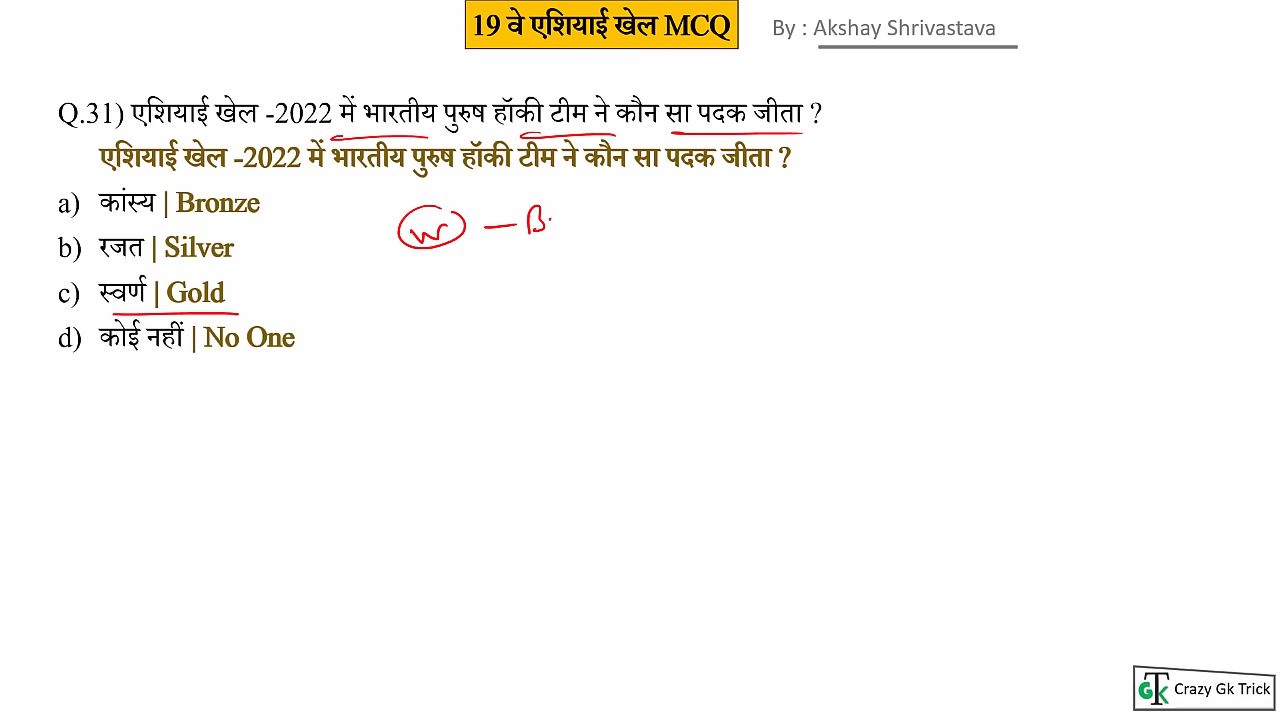 19 वे एशियाई खेल MCQ
By : Akshay Shrivastava
Q.31) एशियाई खेल -2022 में भारतीय पुरुष हॉकी टीम ने कौन सा पदक जीता ?
एशियाई खेल -2022 में भारतीय पुरुष हॉकी टीम ने कौन सा पदक जीता ?
a) कांस्य | Bronze
W - B.
b) रजत | Silver
c) स्वर्ण | Gold
d) कोई नहीं | No One
GTK Crazy Gk Trick